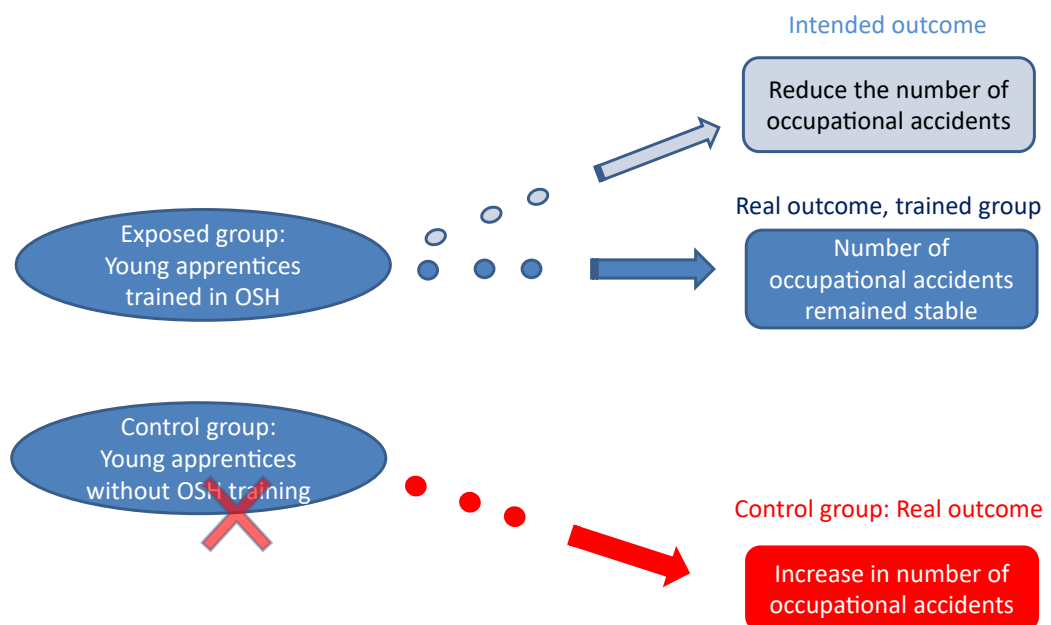 Intended outcome
Reduce the number of
occupational accidents
Real outcome, trained group
Exposed group:
Young apprentices
trained in OSH
Number of
occupational accidents
remained stable
Control group:
Young apprentices
without OSH training
Control group: Real outcome
Increase in number of
occupational accidents